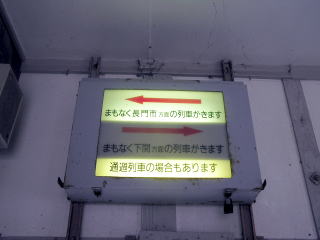 まもなく長門市方面の列車がきます
まもなく下関方面の列車がきます
通過列車の場合もあります